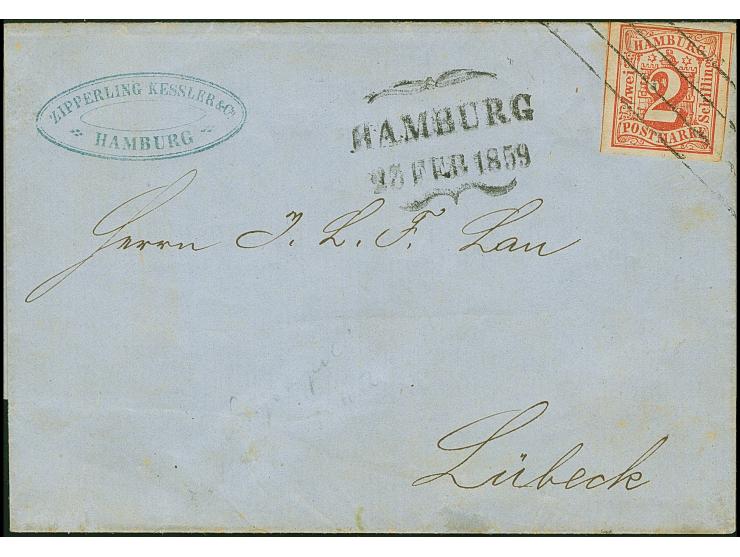 ZIPPERLING KESSLER & Co.
HAMBURG
HAMBURG
23 FEB 1859
HAMBURG
Zwei
2
Schilling
POSTMARKE
Herrn J. L. F. Lau
Lübeck